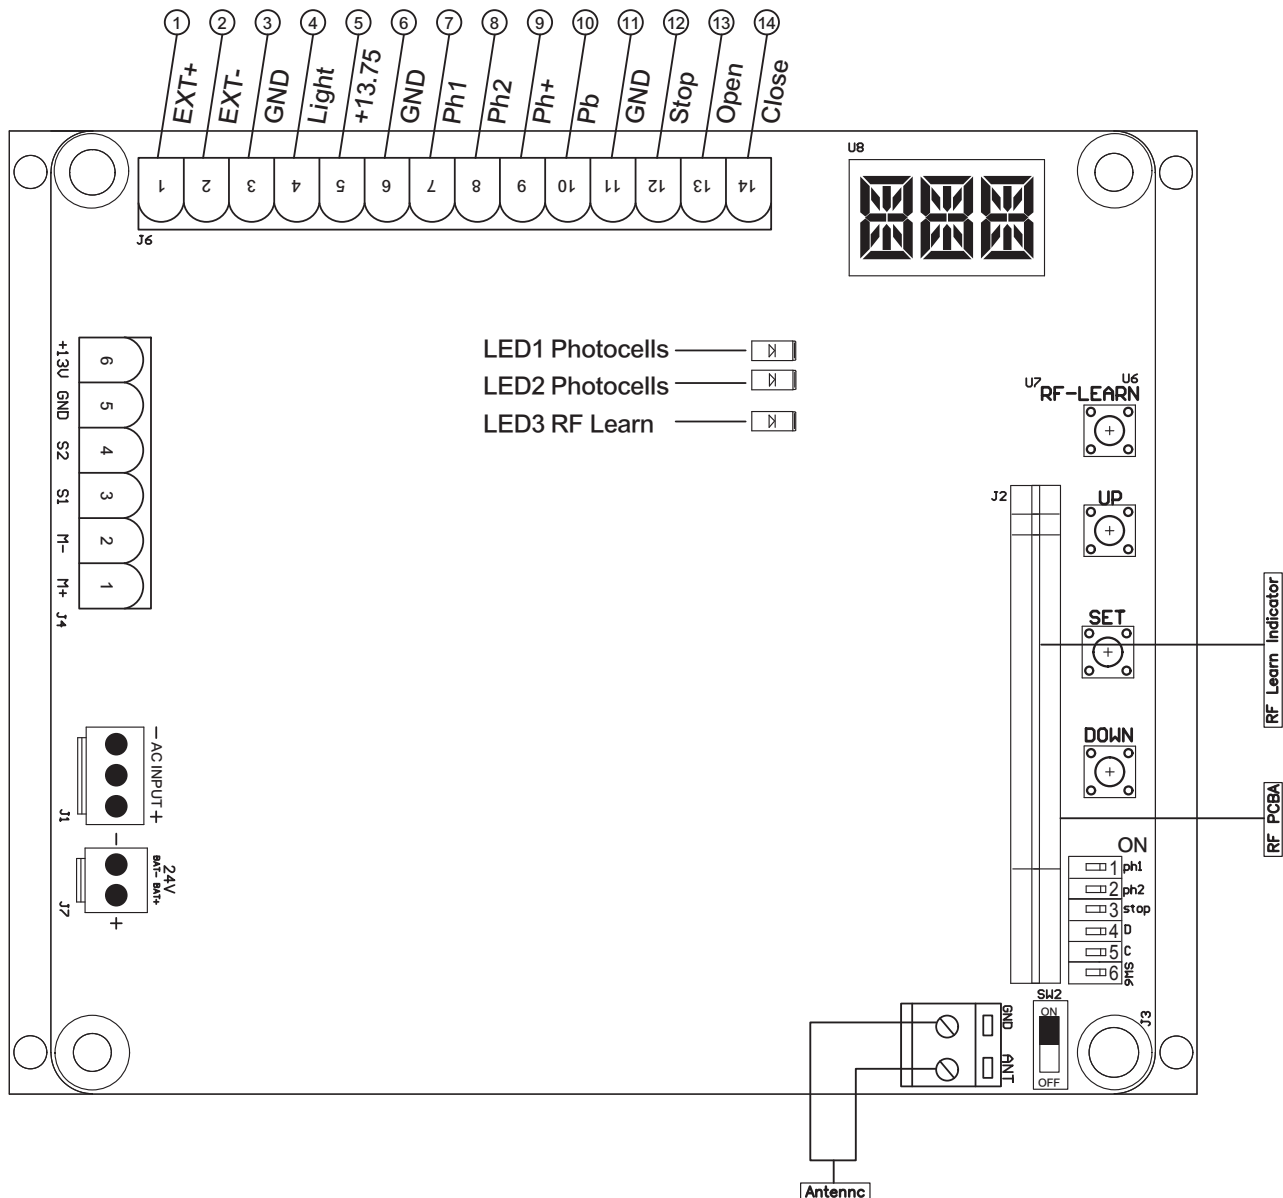 1 2 3 4 5 6 7 8 9 10 11 12 13 14
EXT+ EXT- GND Light +13.75 GND Ph1 Ph2 Ph+ Pb GND Stop Open Close
1 2 3 4 5 6 7 8 9 10 11 12 13 14
J6
U8
LED1 Photocells
LED2 Photocells
LED3 RF Learn
+13V 6
GND 5
S2 4
S1 3
M- 2
M+ 1
J4
U7 U6
RF-LEARN
J2
UP
SET
DOWN
RF Learn Indicator
RF PCBA
- AC INPUT +
J1
-
24V
BAT- BAT+
J7
+
ON
1 ph1
2 ph2
3 stop
4 D
5 C
6
SW6
SW2
ON
OFF
J3
GND
ANT
Antennc